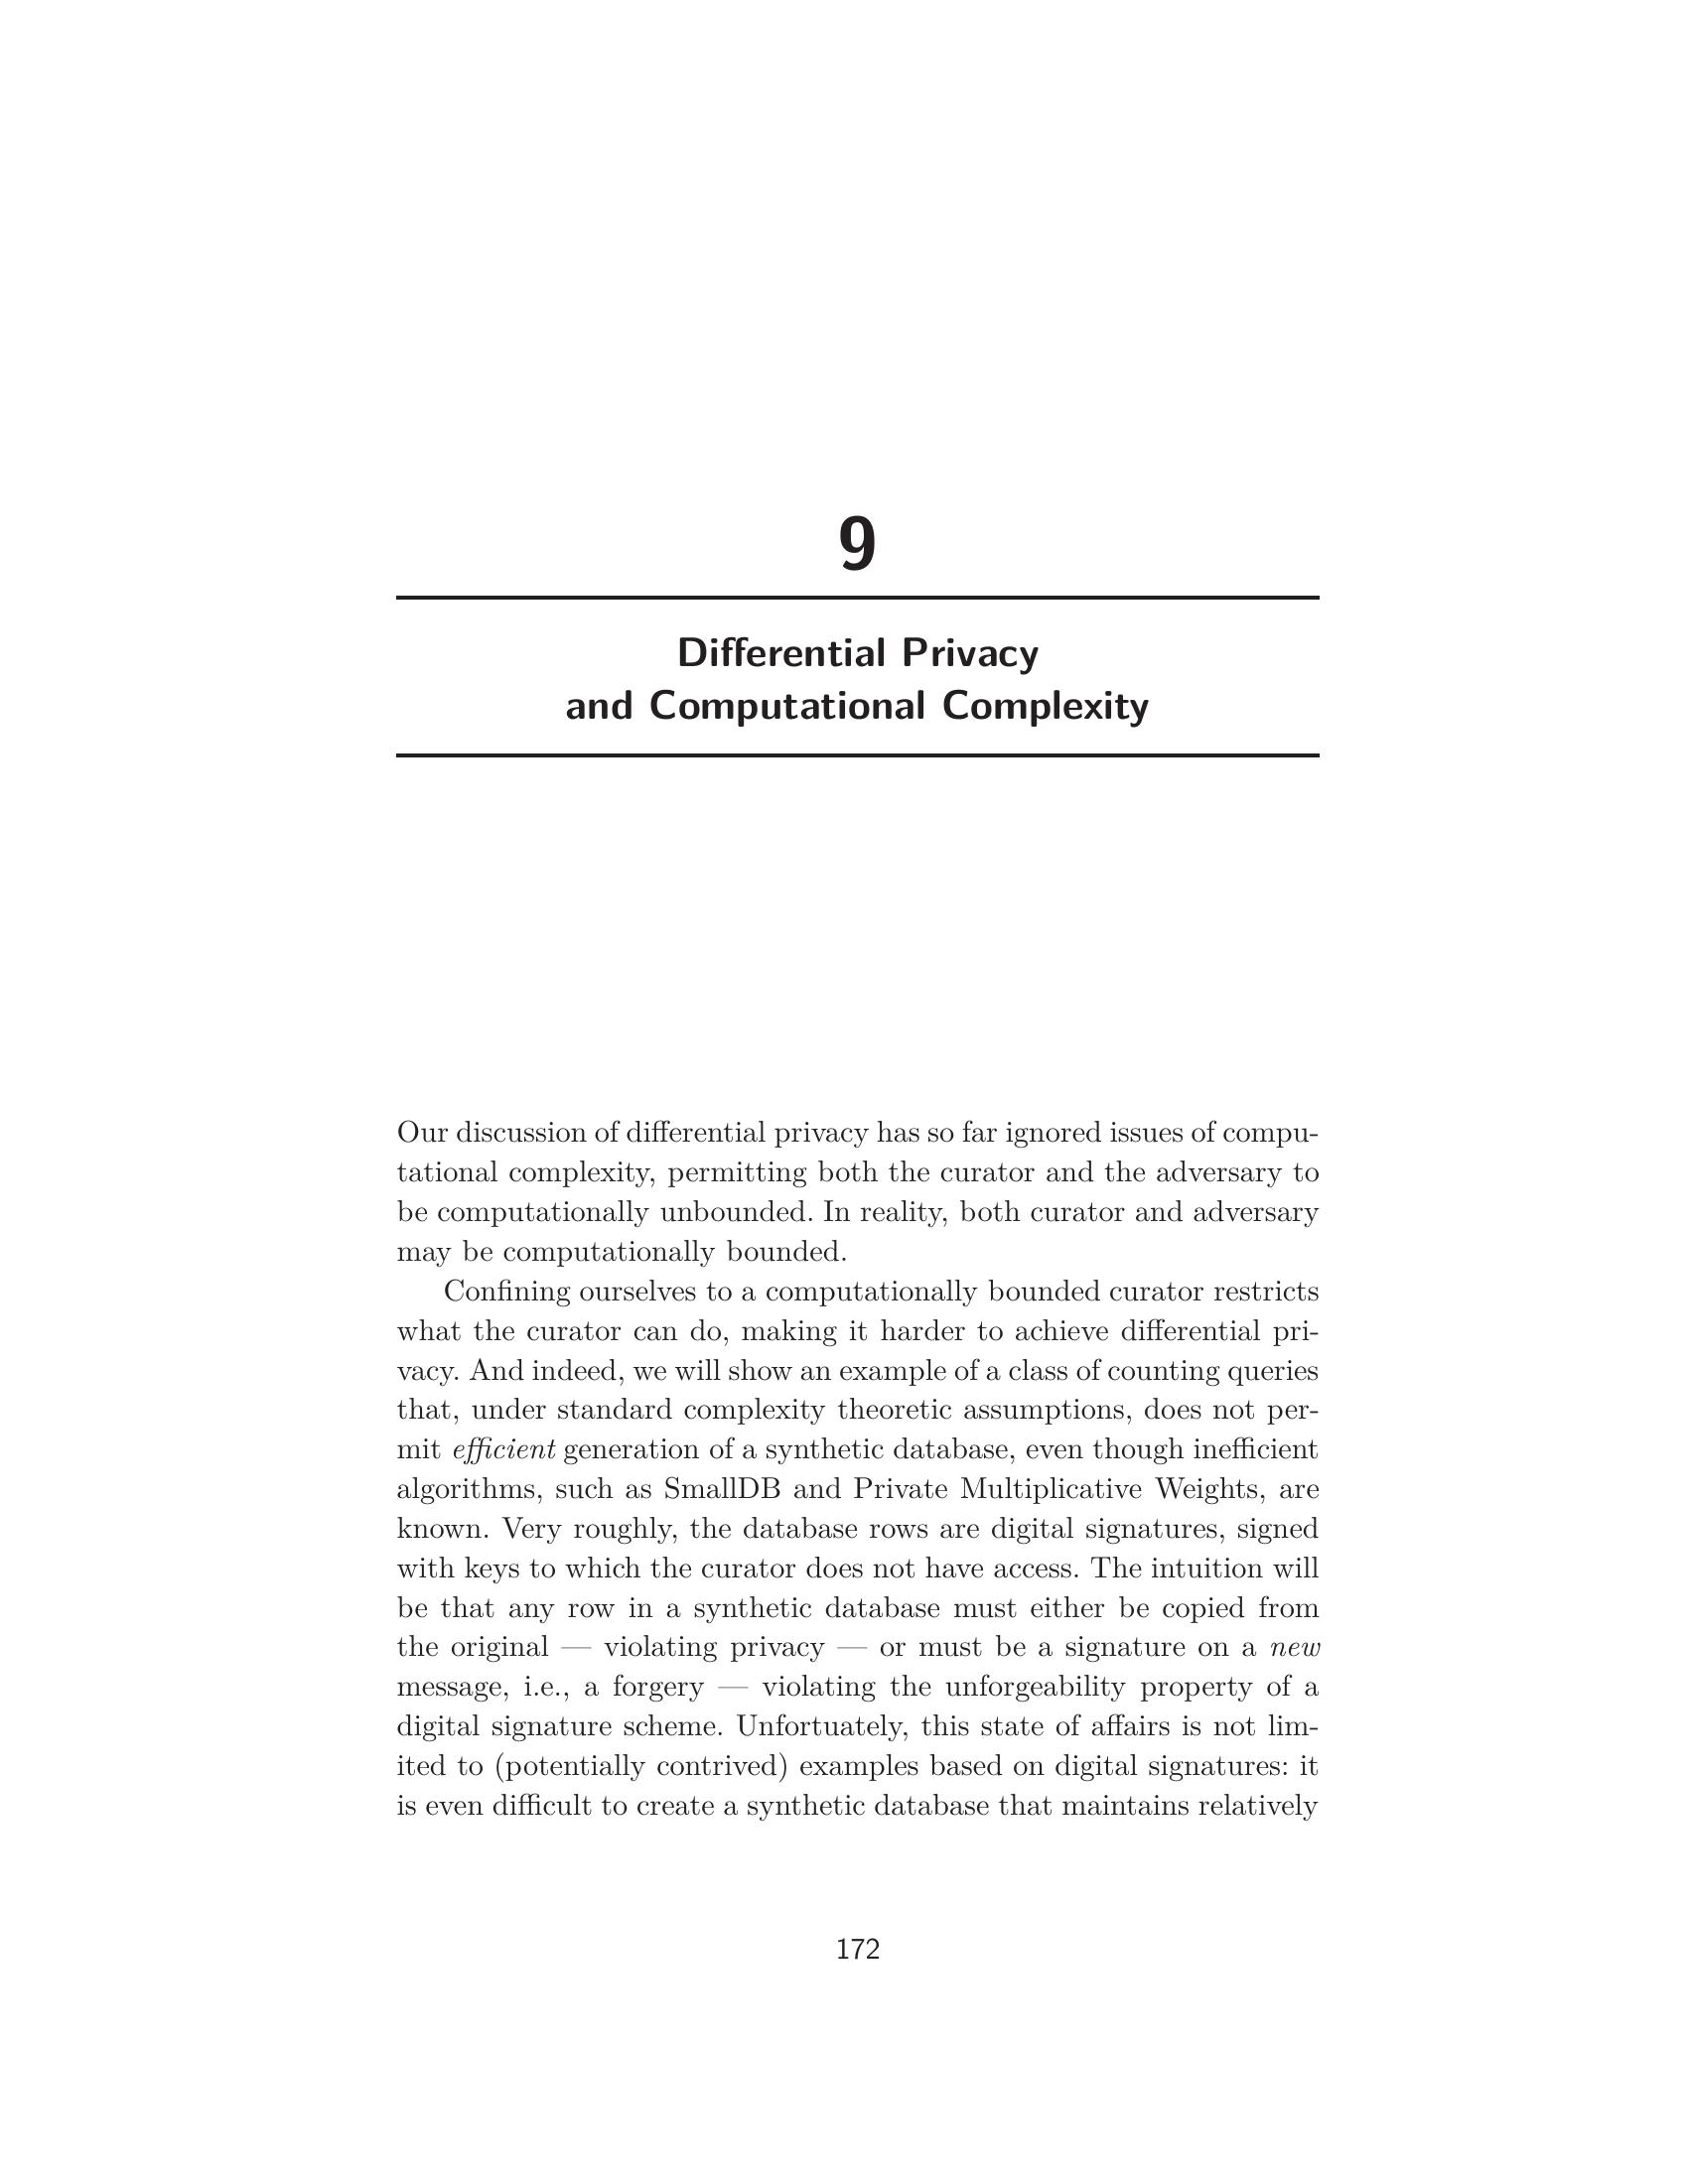 9
Differential Privacy
and Computational Complexity
Our discussion of differential privacy has so far ignored issues of compu-
tational complexity, permitting both the curator and the adversary to
be computationally unbounded. In reality, both curator and adversary
may be computationally bounded.
Confining ourselves to a computationally bounded curator restricts
what the curator can do, making it harder to achieve differential pri-
vacy. And indeed, we will show an example of a class of counting queries
that, under standard complexity theoretic assumptions, does not per-
mit efficient generation of a synthetic database, even though inefficient
algorithms, such as SmallDB and Private Multiplicative Weights, are
known. Very roughly, the database rows are digital signatures, signed
with keys to which the curator does not have access. The intuition will
be that any row in a synthetic database must either be copied from
the original — violating privacy — or must be a signature on a new
message, i.e., a forgery — violating the unforgeability property of a
digital signature scheme. Unfortuately, this state of affairs is not lim-
ited to (potentially contrived) examples based on digital signatures: it
is even difficult to create a synthetic database that maintains relatively
172